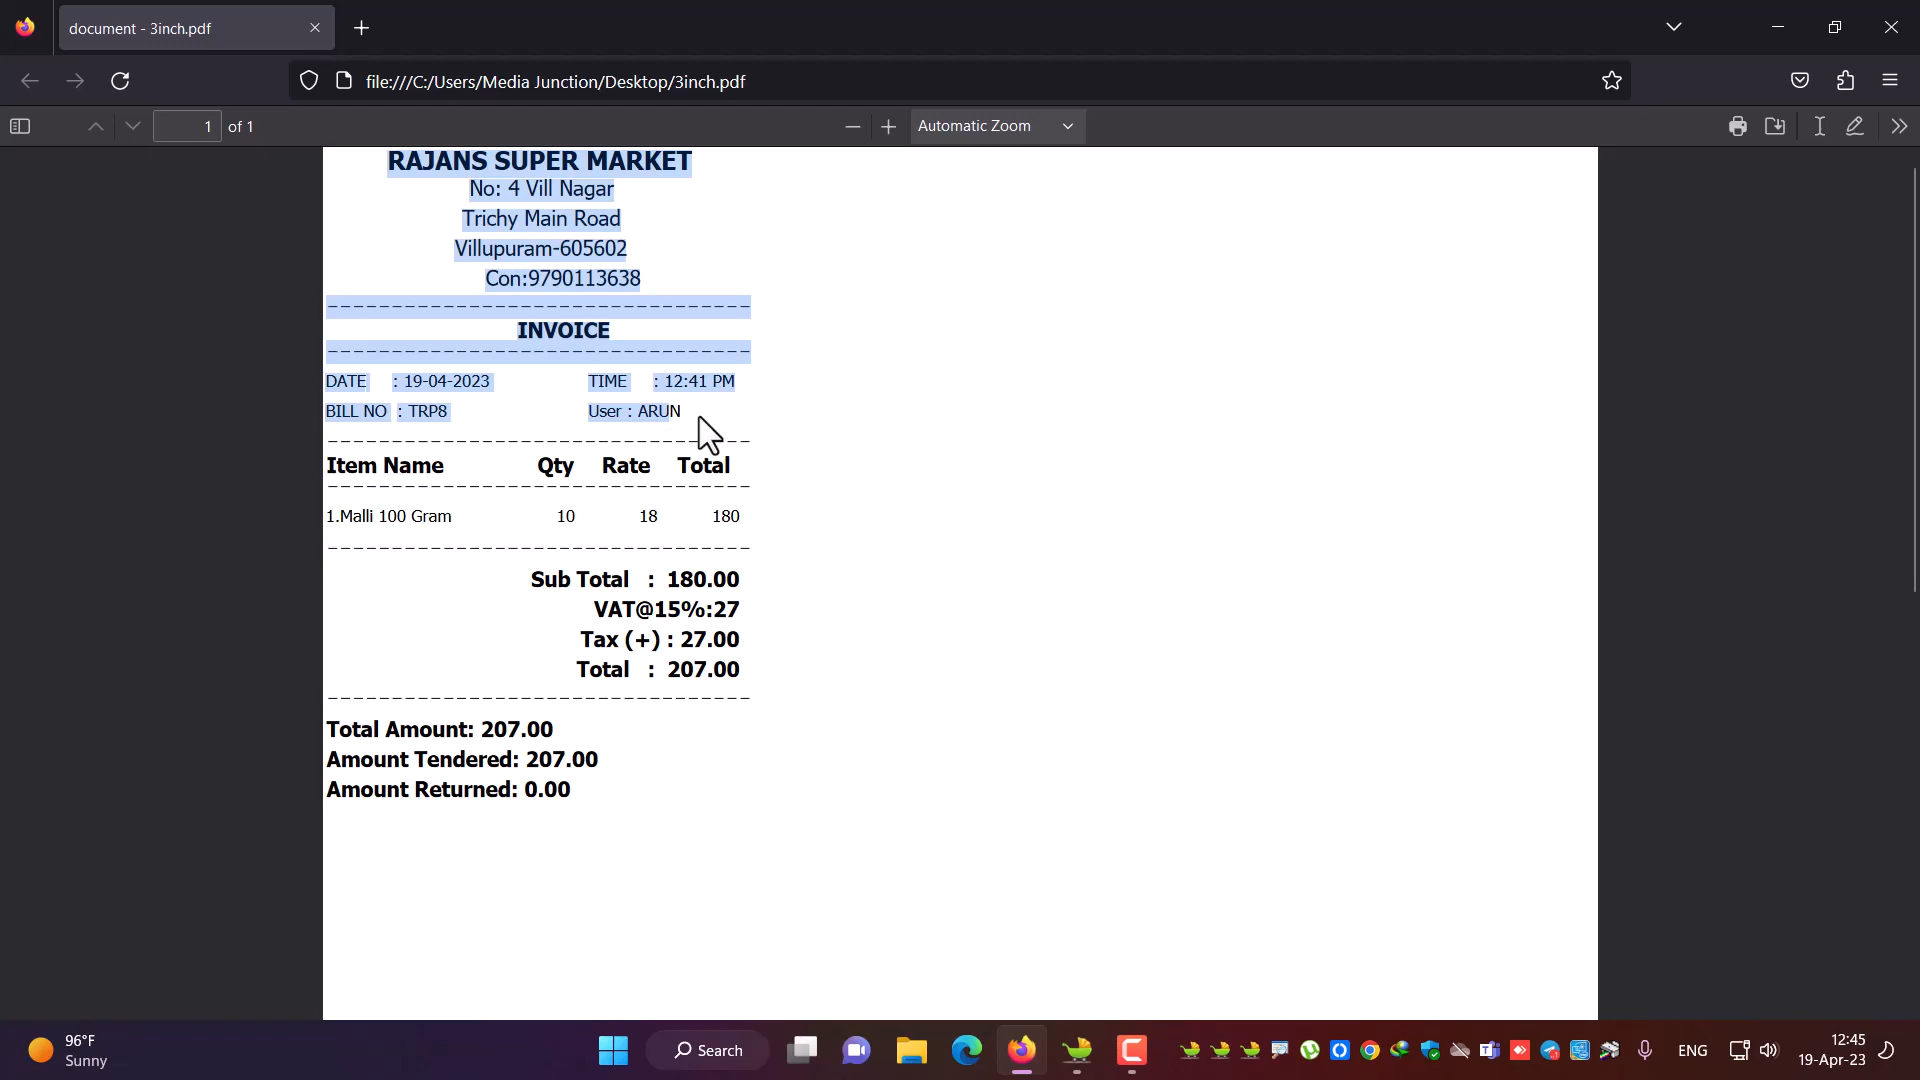 document - 3inch.pdf
file:///C:/Users/Media Junction/Desktop/3inch.pdf
1 of 1 Automatic Zoom
RAJANS SUPER MARKET
No: 4 Vill Nagar
Trichy Main Road
Villupuram-605602
Con:9790113638
---------------------------------
INVOICE
---------------------------------
DATE : 19-04-2023 TIME : 12:41 PM
BILL NO : TRP8 User : ARUN
---------------------------------
Item Name Qty Rate Total
---------------------------------
1.Malli 100 Gram 10 18 180
---------------------------------
Sub Total : 180.00
VAT@15%:27
Tax (+) : 27.00
Total : 207.00
---------------------------------
Total Amount: 207.00
Amount Tendered: 207.00
Amount Returned: 0.00
96°F
Sunny
Search
ENG
12:45
19-Apr-23